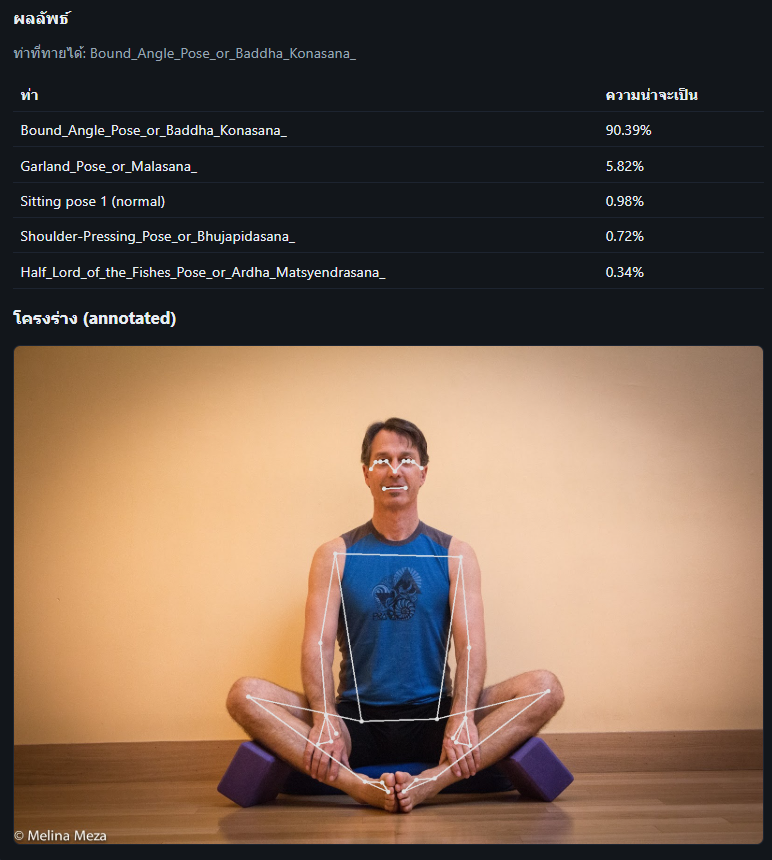 ผลลัพธ์
ท่าที่ทายได้: Bound_Angle_Pose_or_Baddha_Konasana_
ท่า ความน่าจะเป็น
Bound_Angle_Pose_or_Baddha_Konasana_ 90.39%
Garland_Pose_or_Malasana_ 5.82%
Sitting pose 1 (normal) 0.98%
Shoulder-Pressing_Pose_or_Bhujapidasana_ 0.72%
Half_Lord_of_the_Fishes_Pose_or_Ardha_Matsyendrasana_ 0.34%
โครงร่าง (annotated)
© Melina Meza